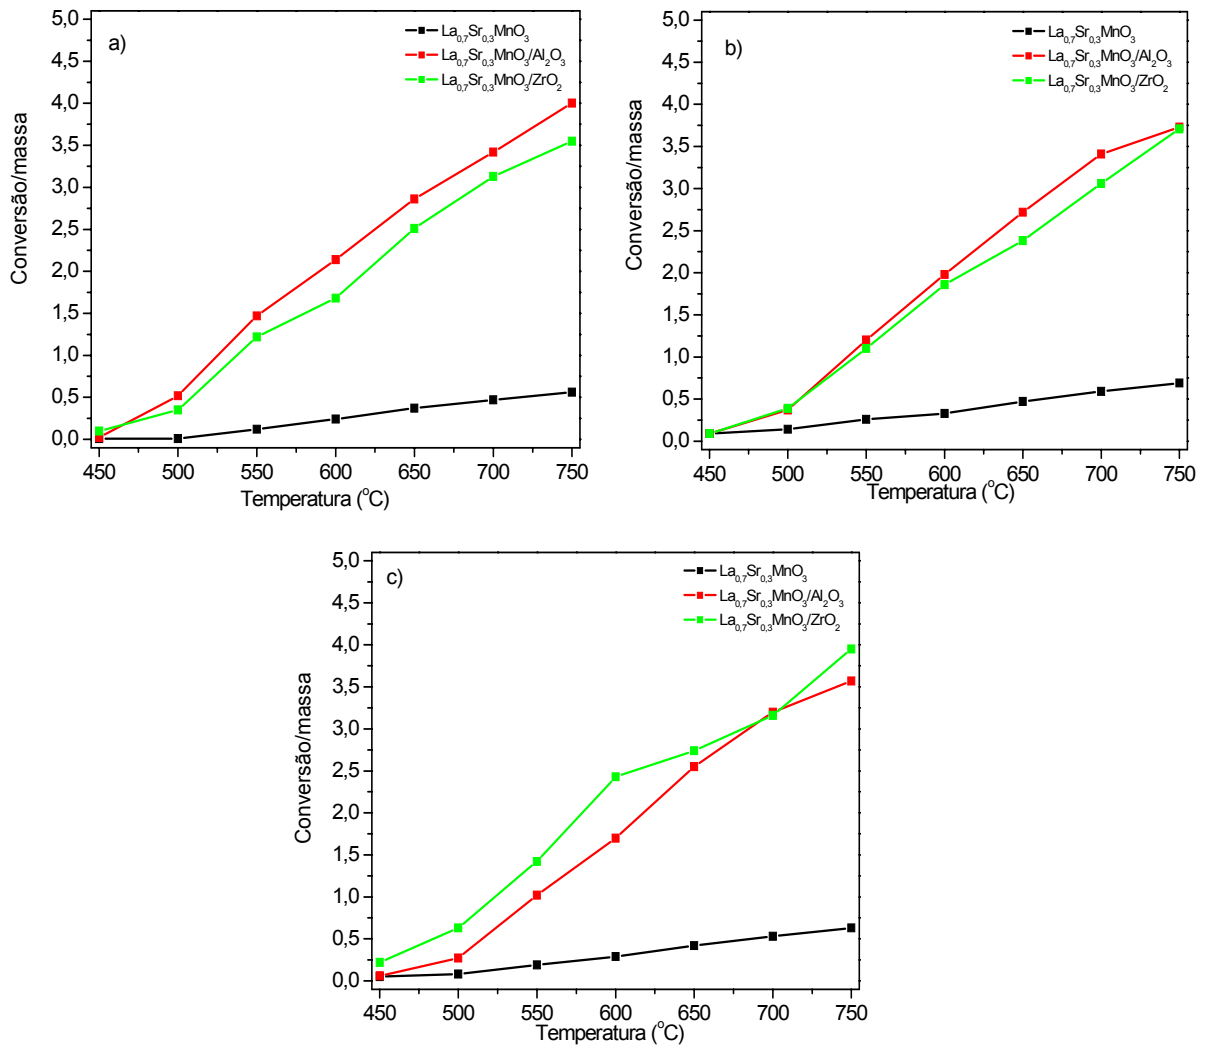 a)
La0,7Sr0,3MnO3
La0,7Sr0,3MnO3/Al2O3
La0,7Sr0,3MnO3/ZrO2
5,0
4,5
4,0
3,5
3,0
2,5
2,0
1,5
1,0
0,5
0,0
Conversão/massa
450 500 550 600 650 700 750
Temperatura (°C)
b)
La0,7Sr0,3MnO3
La0,7Sr0,3MnO3/Al2O3
La0,7Sr0,3MnO3/ZrO2
5,0
4,5
4,0
3,5
3,0
2,5
2,0
1,5
1,0
0,5
0,0
Conversão/massa
450 500 550 600 650 700 750
Temperatura (°C)
c)
La0,7Sr0,3MnO3
La0,7Sr0,3MnO3/Al2O3
La0,7Sr0,3MnO3/ZrO2
5,0
4,5
4,0
3,5
3,0
2,5
2,0
1,5
1,0
0,5
0,0
Conversão/massa
450 500 550 600 650 700 750
Temperatura (°C)